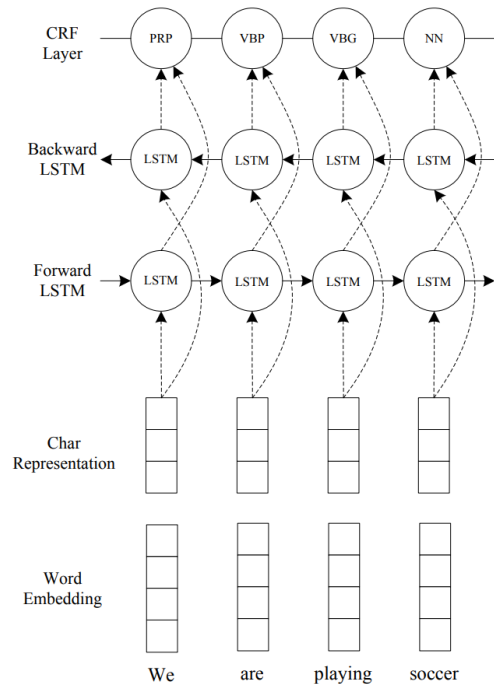 CRF
Layer
PRP VBP VBG NN
Backward
LSTM
LSTM LSTM LSTM LSTM
Forward
LSTM
LSTM LSTM LSTM LSTM
Char
Representation
Word
Embedding
We are playing soccer